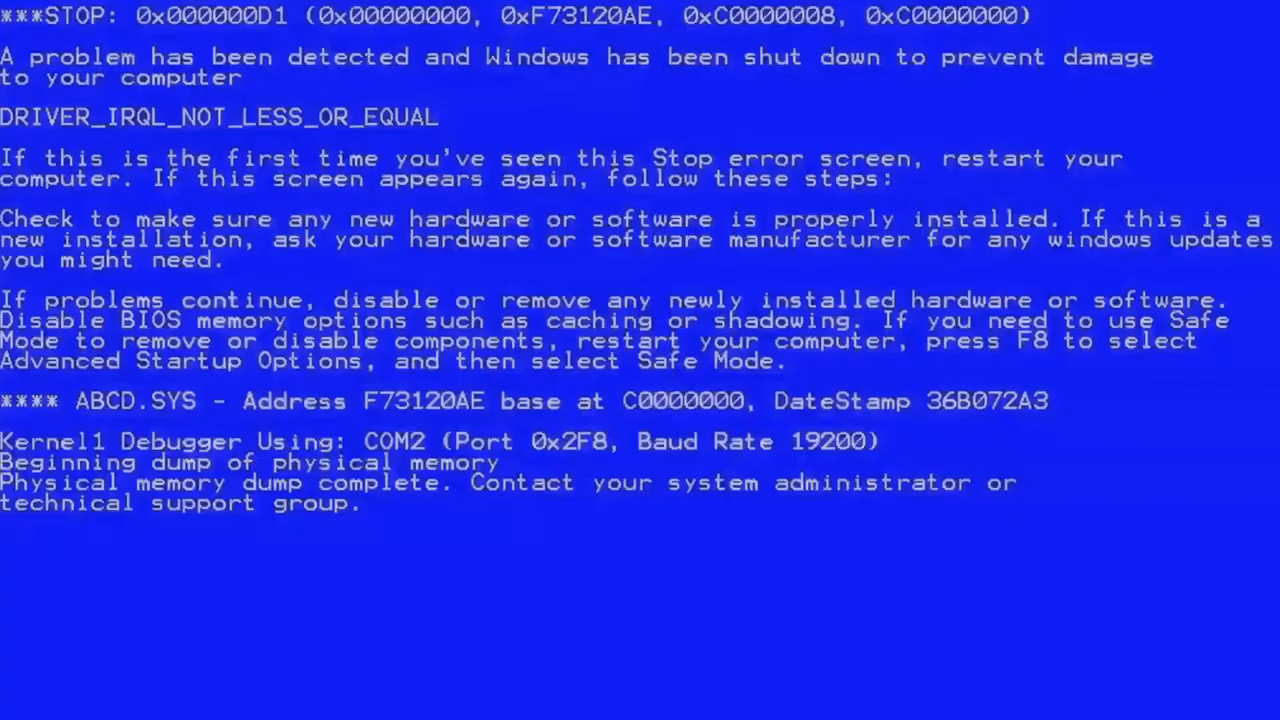 ***STOP: 0x000000D1 (0x00000000, 0xF73120AE, 0xC0000008, 0xC0000000)
A problem has been detected and Windows has been shut down to prevent damage
to your computer
DRIVER_IRQL_NOT_LESS_OR_EQUAL
If this is the first time you've seen this Stop error screen, restart your
computer. If this screen appears again, follow these steps:
Check to make sure any new hardware or software is properly installed. If this is a
new installation, ask your hardware or software manufacturer for any windows updates
you might need.
If problems continue, disable or remove any newly installed hardware or software.
Disable BIOS memory options such as caching or shadowing. If you need to use Safe
Mode to remove or disable components, restart your computer, press F8 to select
Advanced Startup Options, and then select Safe Mode.
**** ABCD.SYS - Address F73120AE base at C0000000, DateStamp 36B072A3
Kernel1 Debugger Using: COM2 (Port 0x2F8, Baud Rate 19200)
Beginning dump of physical memory
Physical memory dump complete. Contact your system administrator or
technical support group.